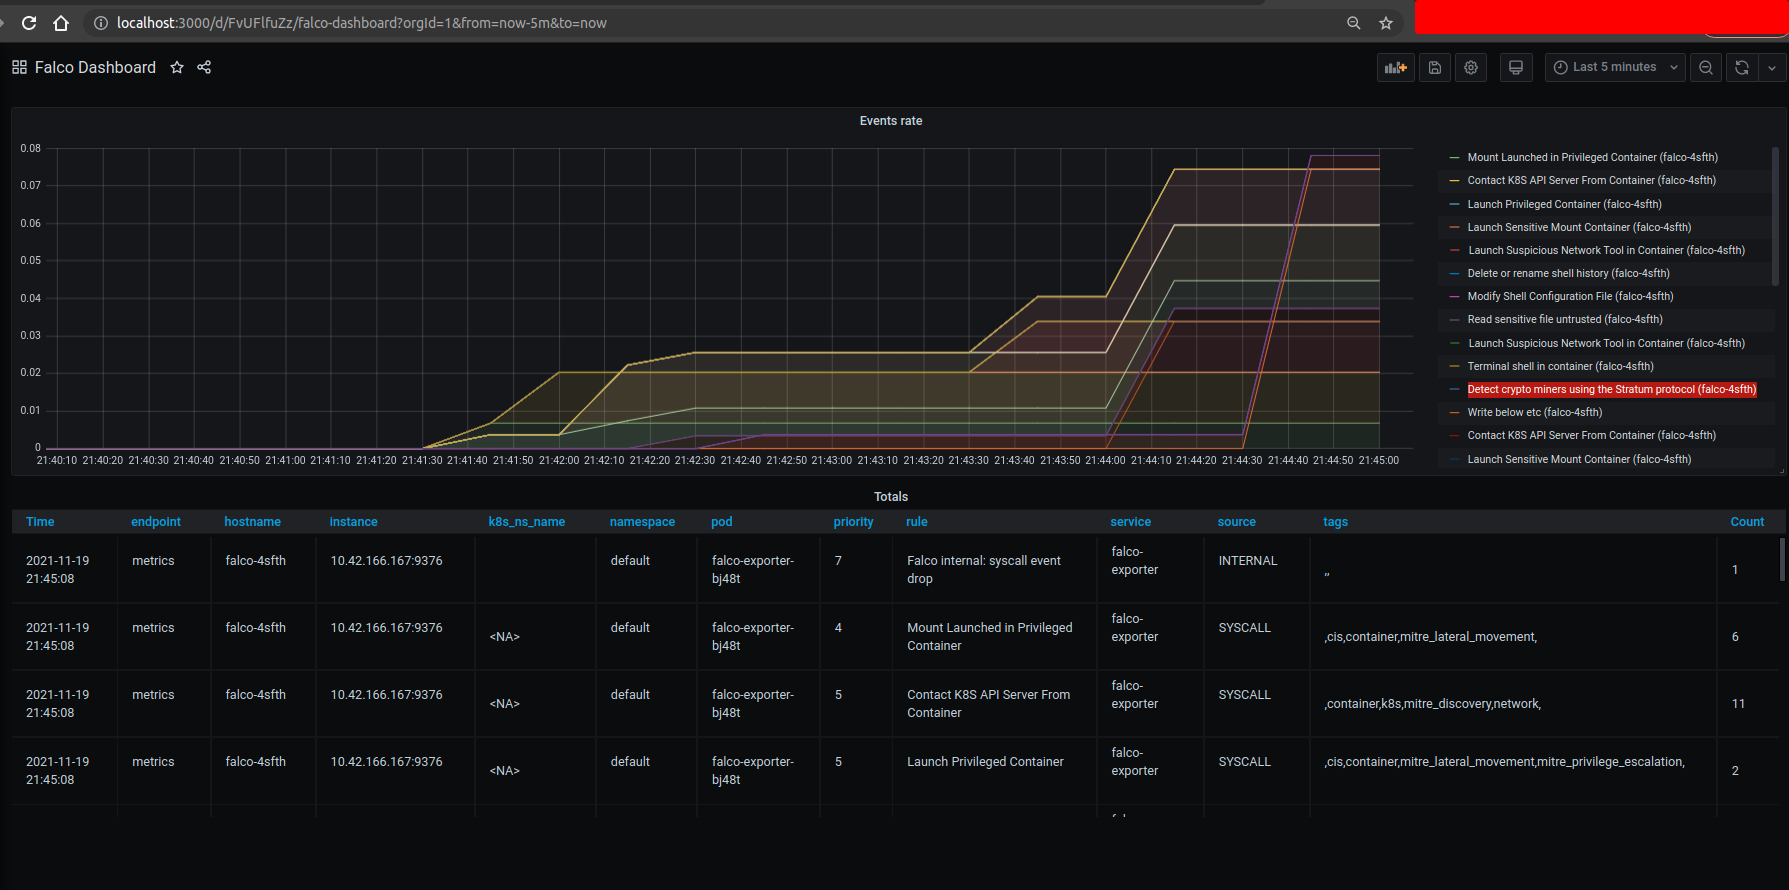 localhost:3000/d/FvUFlfuZz/falco-dashboard?orgId=1&from=now-5m&to=now
Falco Dashboard
Last 5 minutes
Events rate
0.08
0.07
0.06
0.05
0.04
0.03
0.02
0.01
0
21:40:10 21:40:20 21:40:30 21:40:40 21:40:50 21:41:00 21:41:10 21:41:20 21:41:30 21:41:40 21:41:50 21:42:00 21:42:10 21:42:20 21:42:30 21:42:40 21:42:50 21:43:00 21:43:10 21:43:20 21:43:30 21:43:40 21:43:50 21:44:00 21:44:10 21:44:20 21:44:30 21:44:40 21:44:50 21:45:00
Mount Launched in Privileged Container (falco-4sfth)
Contact K8S API Server From Container (falco-4sfth)
Launch Privileged Container (falco-4sfth)
Launch Sensitive Mount Container (falco-4sfth)
Launch Suspicious Network Tool in Container (falco-4sfth)
Delete or rename shell history (falco-4sfth)
Modify Shell Configuration File (falco-4sfth)
Read sensitive file untrusted (falco-4sfth)
Launch Suspicious Network Tool in Container (falco-4sfth)
Terminal shell in container (falco-4sfth)
Detect crypto miners using the Stratum protocol (falco-4sfth)
Write below etc (falco-4sfth)
Contact K8S API Server From Container (falco-4sfth)
Launch Sensitive Mount Container (falco-4sfth)
Totals
Time endpoint hostname instance k8s_ns_name namespace pod priority rule service source tags Count
2021-11-19
21:45:08
metrics
falco-4sfth
10.42.166.167:9376
default
falco-exporter-
bj48t
7
Falco internal: syscall event
drop
falco-
exporter
INTERNAL
,,
1
2021-11-19
21:45:08
metrics
falco-4sfth
10.42.166.167:9376
<NA>
default
falco-exporter-
bj48t
4
Mount Launched in Privileged
Container
falco-
exporter
SYSCALL
,cis,container,mitre_lateral_movement,
6
2021-11-19
21:45:08
metrics
falco-4sfth
10.42.166.167:9376
<NA>
default
falco-exporter-
bj48t
5
Contact K8S API Server From
Container
falco-
exporter
SYSCALL
,container,k8s,mitre_discovery,network,
11
2021-11-19
21:45:08
metrics
falco-4sfth
10.42.166.167:9376
<NA>
default
falco-exporter-
bj48t
5
Launch Privileged Container
falco-
exporter
SYSCALL
,cis,container,mitre_lateral_movement,mitre_privilege_escalation,
2